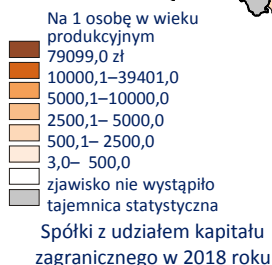 Na 1 osobę w wieku
produkcyjnym
79099,0 zł
10000,1–39401,0
5000,1–10000,0
2500,1– 5000,0
500,1– 2500,0
3,0– 500,0
zjawisko nie wystąpiło
tajemnica statystyczna
Spółki z udziałem kapitału
zagranicznego w 2018 roku